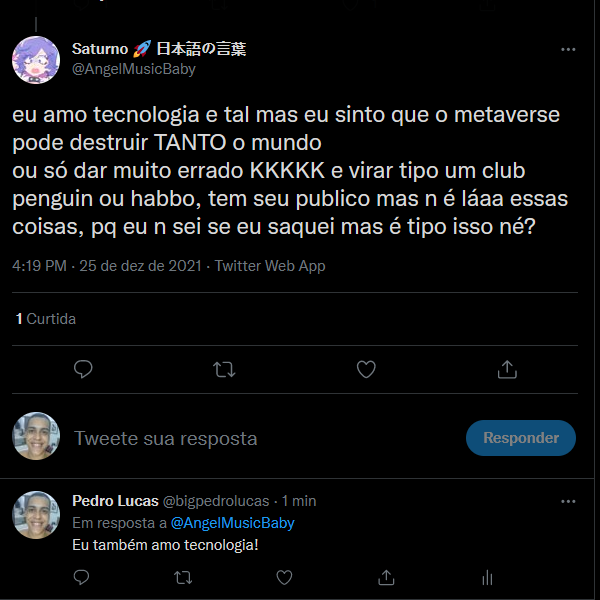 Saturno 🚀 日本語の言葉
@AngelMusicBaby
eu amo tecnologia e tal mas eu sinto que o metaverse
pode destruir TANTO o mundo
ou só dar muito errado KKKKK e virar tipo um club
penguin ou habbo, tem seu publico mas n é láaa essas
coisas, pq eu n sei se eu saquei mas é tipo isso né?
4:19 PM · 25 de dez de 2021 · Twitter Web App
1 Curtida
Tweete sua resposta
Responder
Pedro Lucas @bigpedrolucas · 1 min
Em resposta a @AngelMusicBaby
Eu também amo tecnologia!